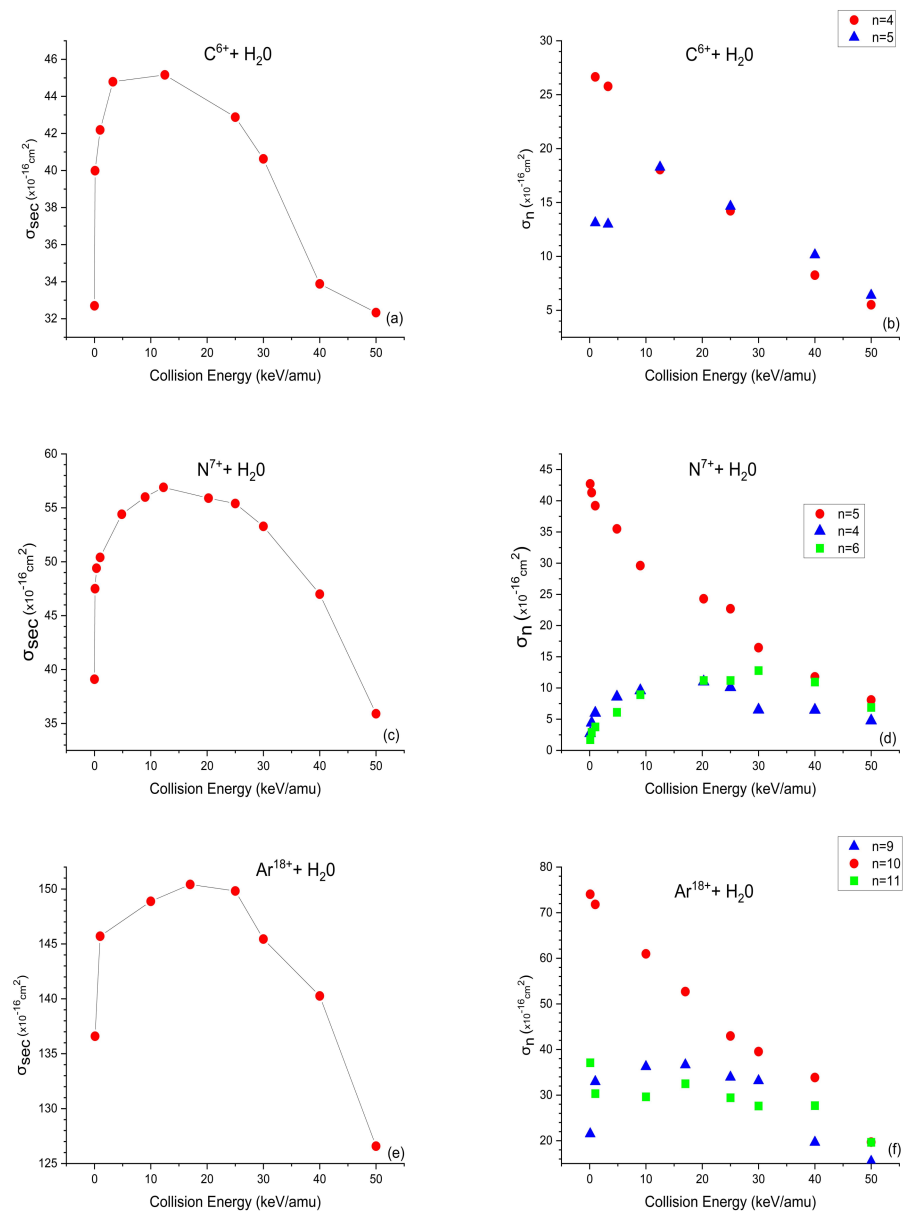 C6++ H20
46
44
42
40
38
36
34
32
σsec (x10-16cm2)
0 10 20 30 40 50
Collision Energy (keV/amu)
(a)
n=4
n=5
C6++ H20
30
25
20
15
10
5
σn (x10-16cm2)
0 10 20 30 40 50
Collision Energy (keV/amu)
(b)
N7++ H20
60
55
50
45
40
35
σsec (x10-16cm2)
0 10 20 30 40 50
Collision Energy (keV/amu)
(c)
N7++ H20
n=5
n=4
n=6
45
40
35
30
25
20
15
10
5
0
σn (x10-16cm2)
0 10 20 30 40 50
Collision Energy (keV/amu)
(d)
Ar18++ H20
150
145
140
135
130
125
σsec (x10-16cm2)
0 10 20 30 40 50
Collision Energy (keV/amu)
(e)
n=9
n=10
n=11
Ar18++ H20
80
70
60
50
40
30
20
σn (x10-16cm2)
0 10 20 30 40 50
Collision Energy (keV/amu)
(f)